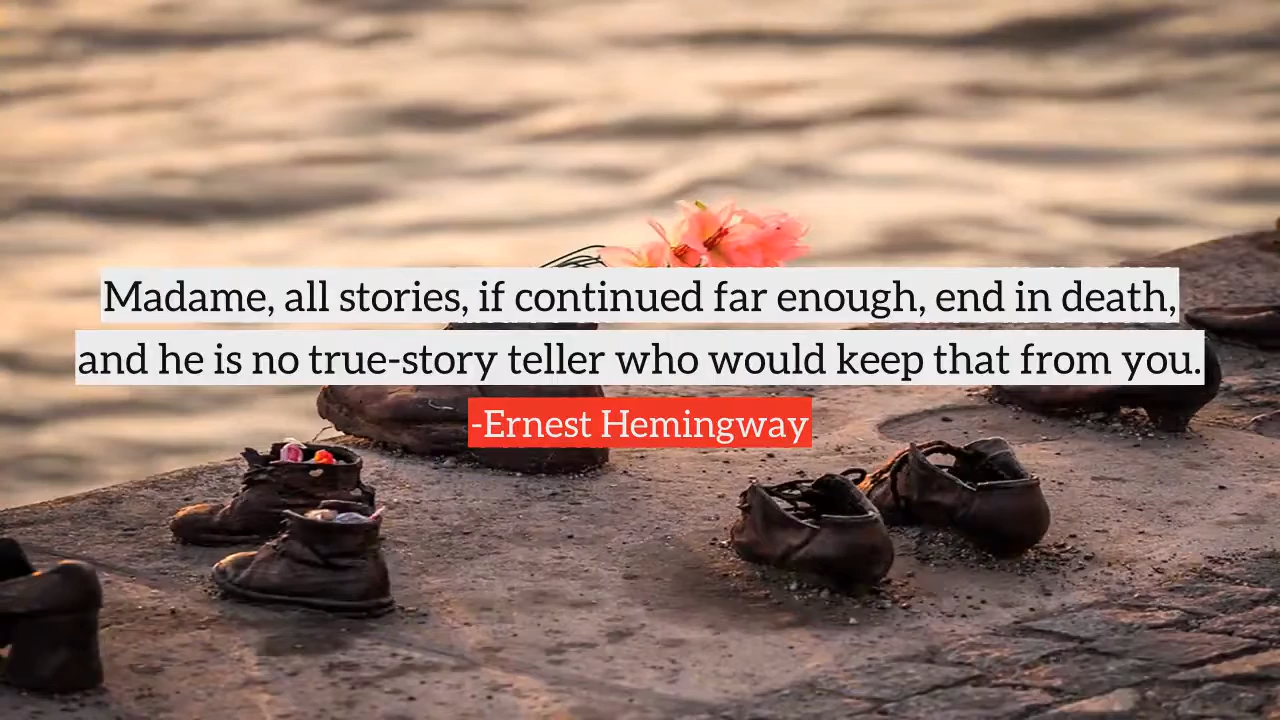 Madame, all stories, if continued far enough, end in death,
and he is no true-story teller who would keep that from you.
-Ernest Hemingway